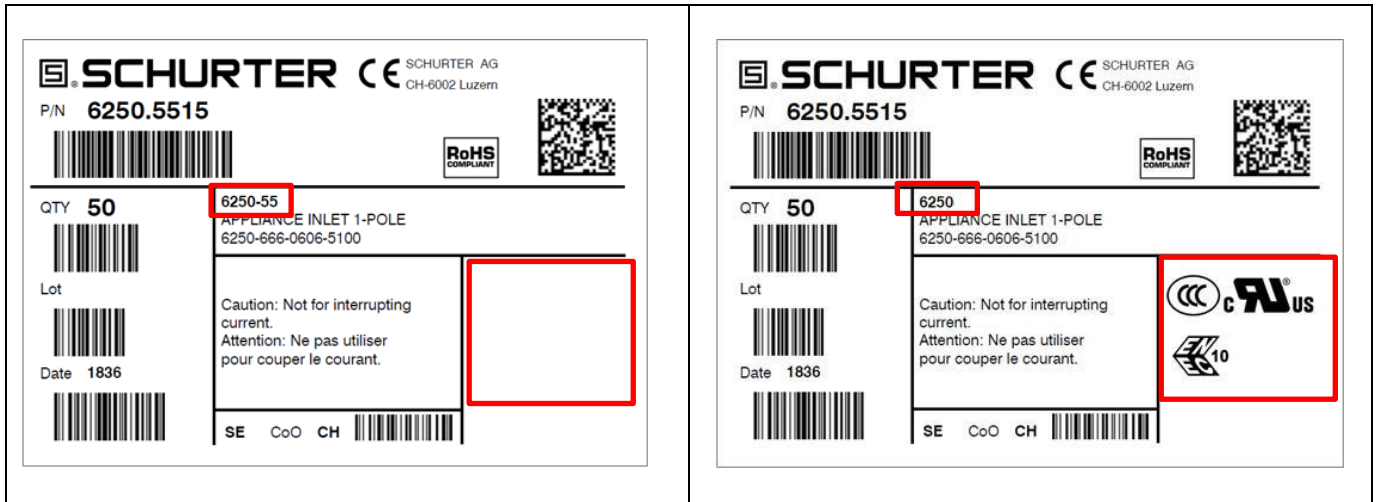 SCHURTER CE SCHURTER AG
CH-6002 Luzern
P/N 6250.5515
RoHS
COMPLIANT
QTY 50
6250-55
APPLIANCE INLET 1-POLE
6250-666-0606-5100
Lot
Caution: Not for interrupting
current.
Attention: Ne pas utiliser
pour couper le courant.
Date 1836
SE CoO CH
SCHURTER CE SCHURTER AG
CH-6002 Luzern
P/N 6250.5515
RoHS
COMPLIANT
QTY 50
6250
APPLIANCE INLET 1-POLE
6250-666-0606-5100
Lot
Caution: Not for interrupting
current.
Attention: Ne pas utiliser
pour couper le courant.
CCC c RU ® US
ENEC 10
Date 1836
SE CoO CH